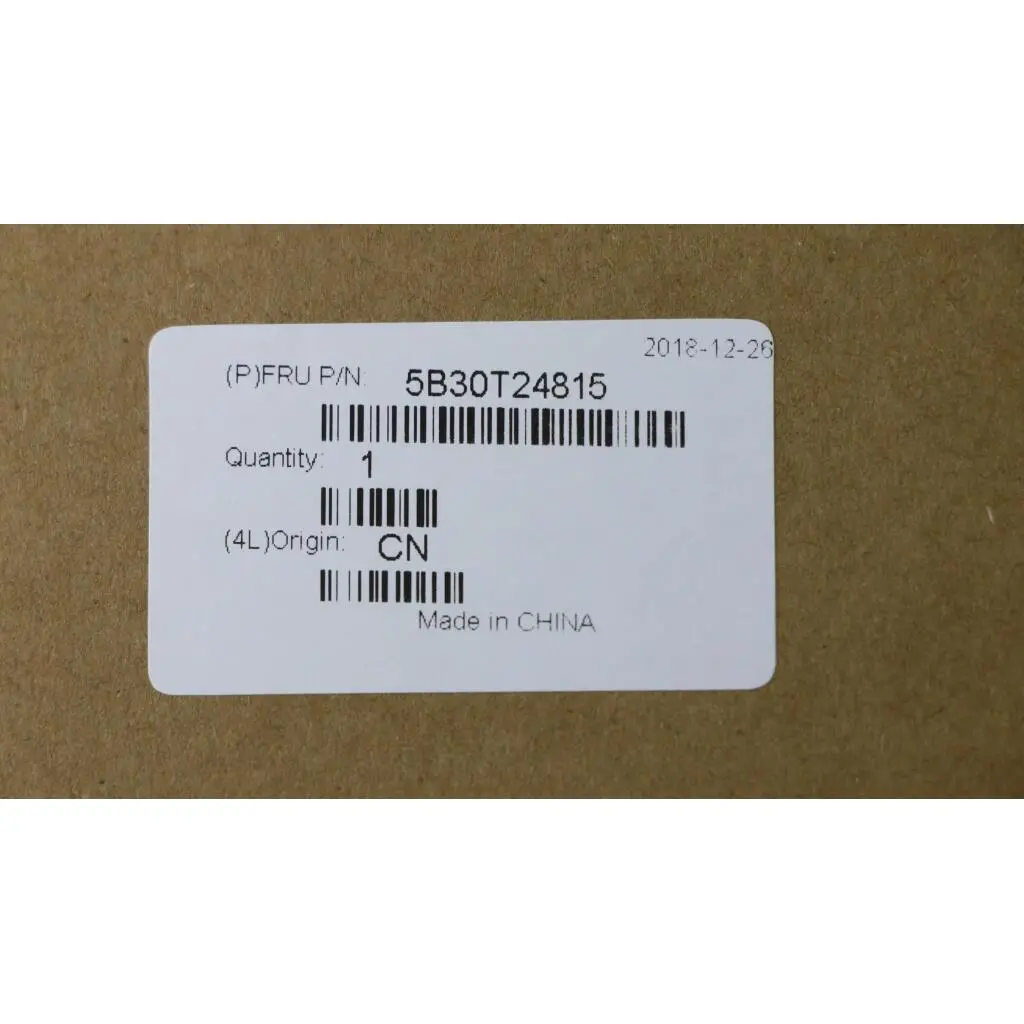 2018-12-26
(P)FRU P/N: 5B30T24815
Quantity: 1
(4L)Origin: CN
Made in CHINA